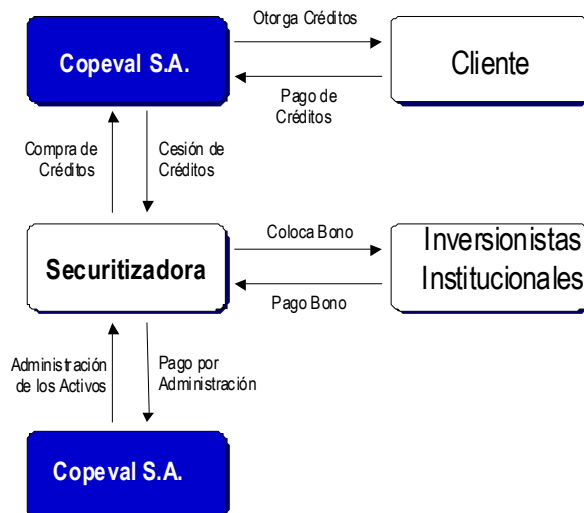 Otorga Créditos
Copeval S.A.
Cliente
Pago de
Créditos
Compra de
Créditos
Cesión de
Créditos
Securitizadora
Coloca Bono
Inversionistas
Institucionales
Pago Bono
Administración
de los Activos
Pago por
Administración
Copeval S.A.